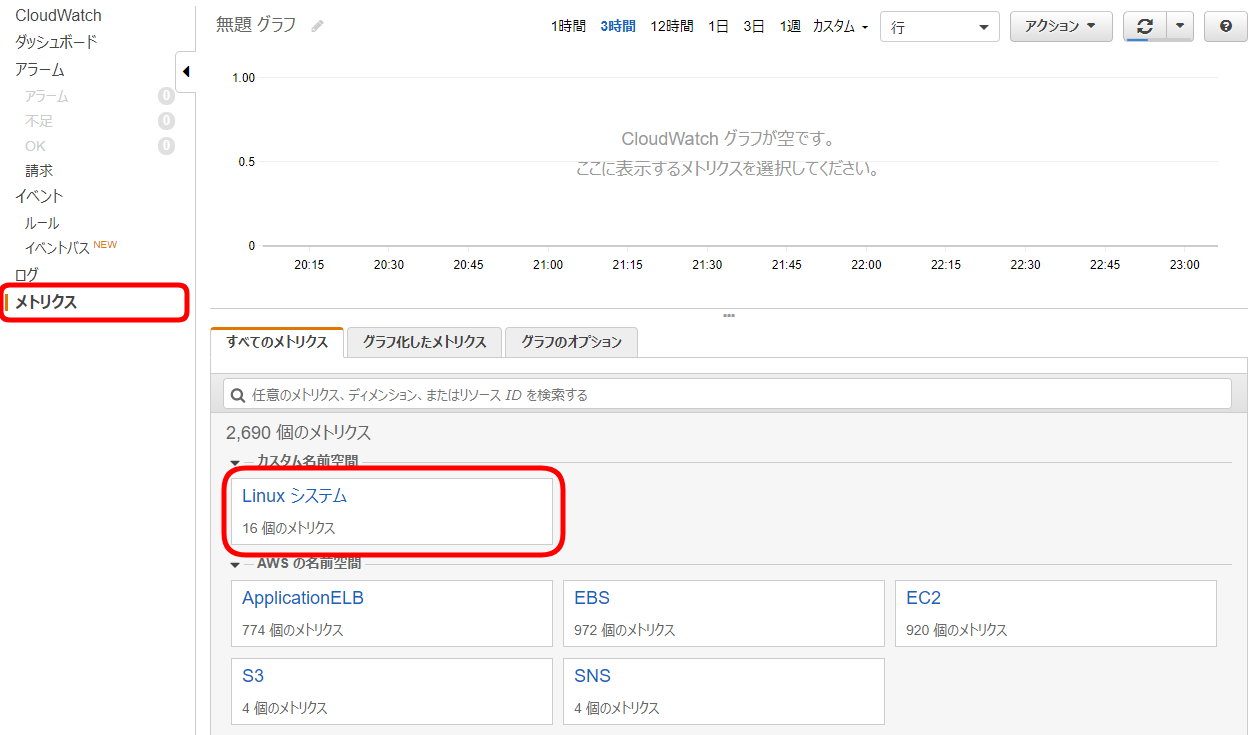 CloudWatch
ダッシュボード
アラーム
アラーム 0
不足 0
OK 0
請求
イベント
ルール
イベントバス NEW
ログ
メトリクス
無題 グラフ
1時間 3時間 12時間 1日 3日 1週 カスタム
行
アクション
?
1.00
0.5
0
CloudWatch グラフが空です。
ここに表示するメトリクスを選択してください。
20:15 20:30 20:45 21:00 21:15 21:30 21:45 22:00 22:15 22:30 22:45 23:00
すべてのメトリクス グラフ化したメトリクス グラフのオプション
任意のメトリクス、ディメンション、またはリソース ID を検索する
2,690 個のメトリクス
カスタム名前空間
Linux システム
16 個のメトリクス
AWS の名前空間
ApplicationELB
774 個のメトリクス
EBS
972 個のメトリクス
EC2
920 個のメトリクス
S3
4 個のメトリクス
SNS
4 個のメトリクス